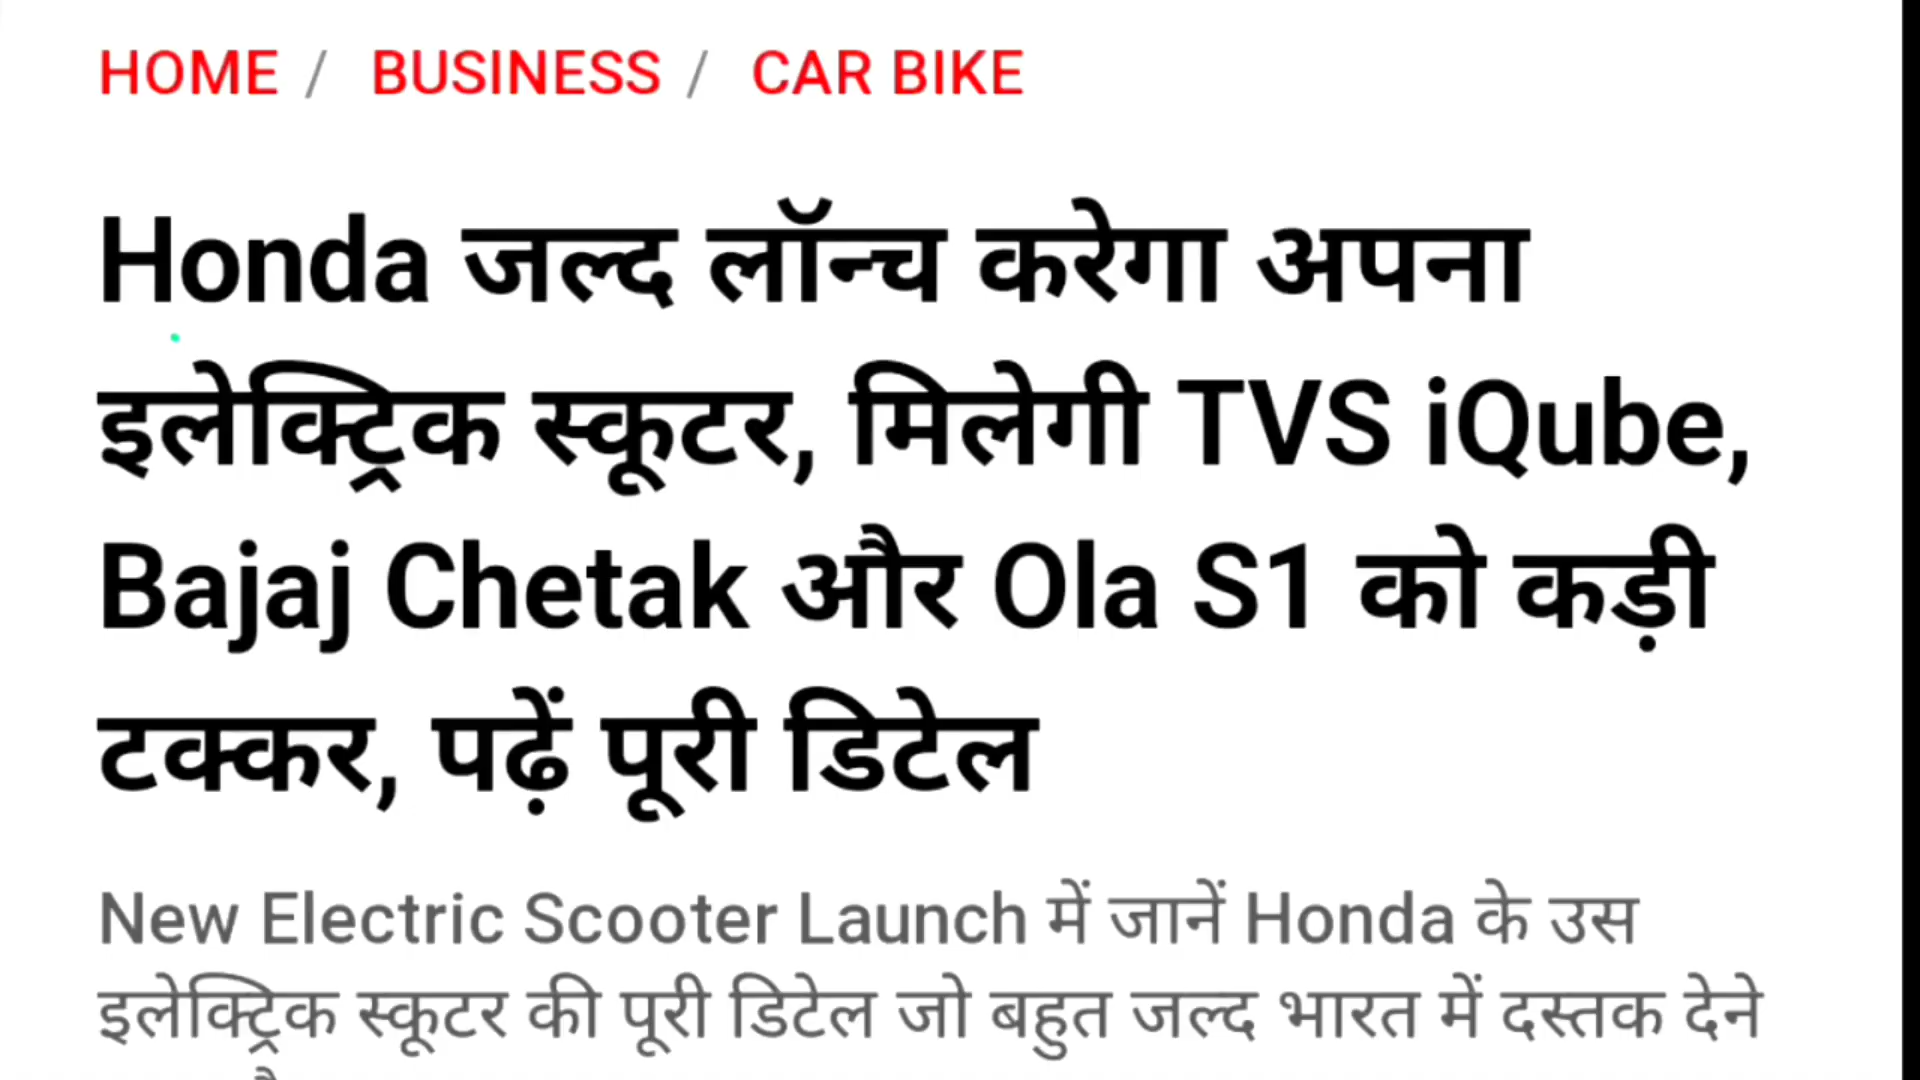 HOME / BUSINESS / CAR BIKE
Honda जल्द लॉन्च करेगा अपना
इलेक्ट्रिक स्कूटर, मिलेगी TVS iQube,
Bajaj Chetak और Ola S1 को कड़ी
टक्कर, पढ़ें पूरी डिटेल
New Electric Scooter Launch में जानें Honda के उस
इलेक्ट्रिक स्कूटर की पूरी डिटेल जो बहुत जल्द भारत में दस्तक देने